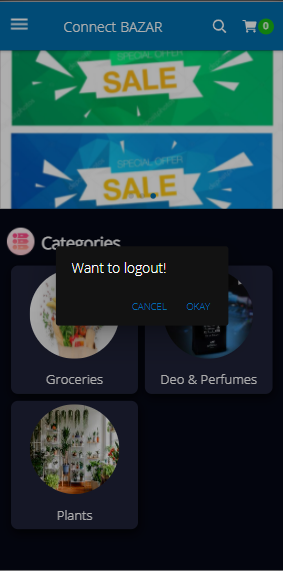 Connect BAZAR
0
SPECIAL OFFER
SALE
SPECIAL OFFER
SALE
Categories
Want to logout!
CANCEL
OKAY
Groceries
Deo & Perfumes
Plants